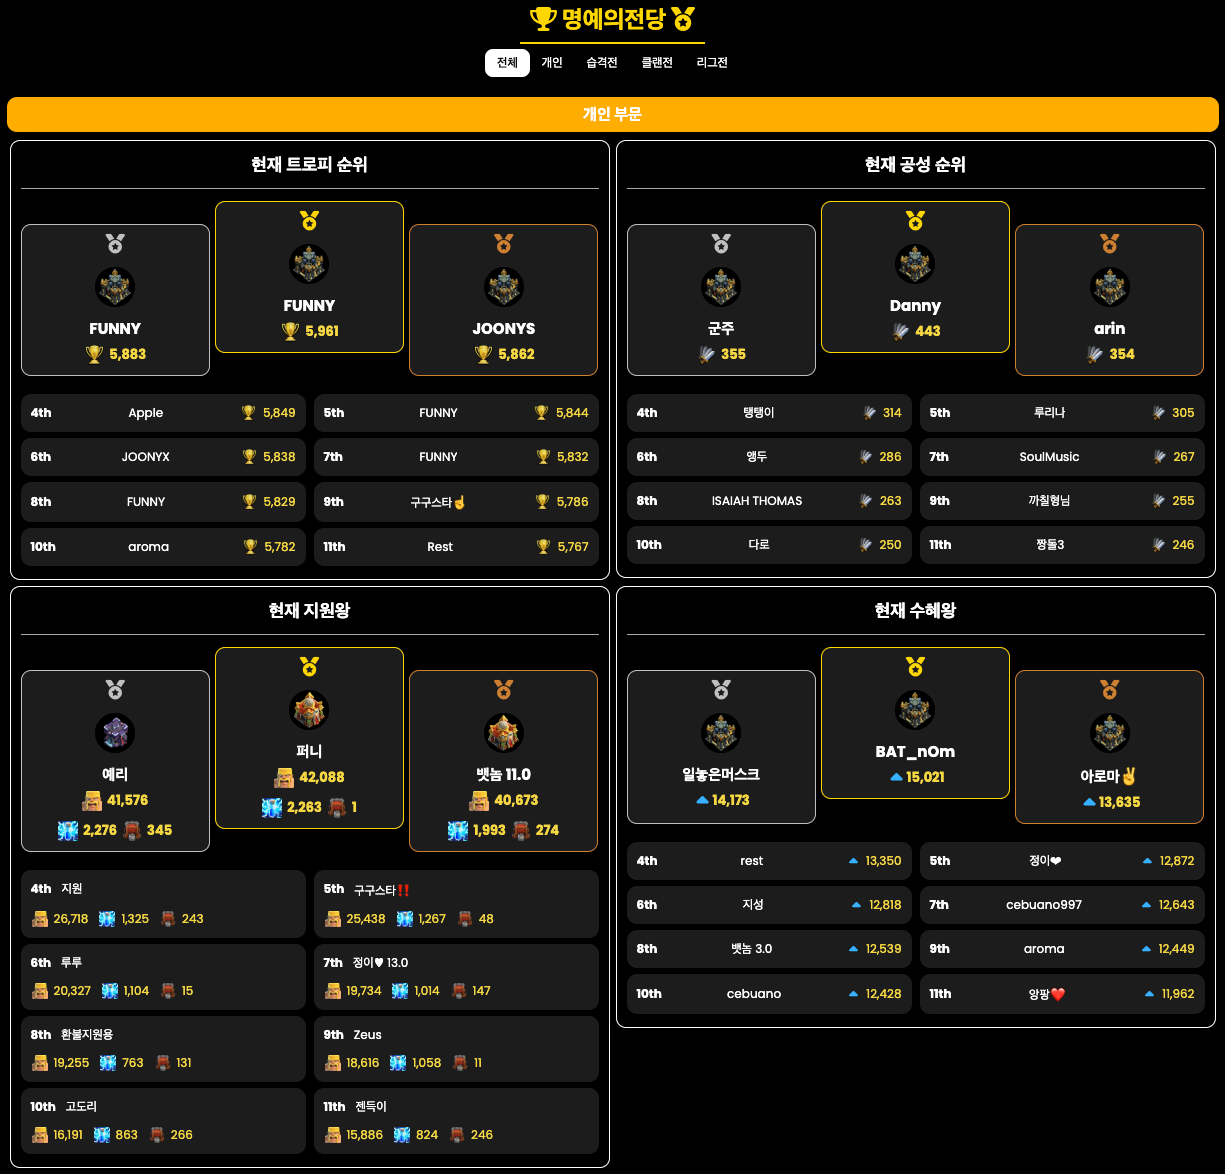 명예의전당
전체 개인 습격전 클랜전 리그전
개인 부문
현재 트로피 순위
FUNNY
5,961
FUNNY
5,883
JOONYS
5,862
4th Apple 5,849
5th FUNNY 5,844
6th JOONYX 5,838
7th FUNNY 5,832
8th FUNNY 5,829
9th 구구스타☝️ 5,786
10th aroma 5,782
11th Rest 5,767
현재 공성 순위
Danny
443
군주
355
arin
354
4th 탱탱이 314
5th 루리나 305
6th 앵두 286
7th SoulMusic 267
8th ISAIAH THOMAS 263
9th 까칠형님 255
10th 다로 250
11th 짱돌3 246
현재 지원왕
퍼니
42,088
2,263 1
예리
41,576
2,276 345
뱃놈 11.0
40,673
1,993 274
4th 지원
26,718 1,325 243
5th 구구스타‼️
25,438 1,267 48
6th 루루
20,327 1,104 15
7th 정이♥ 13.0
19,734 1,014 147
8th 환불지원용
19,255 763 131
9th Zeus
18,616 1,058 11
10th 고도리
16,191 863 266
11th 젠득이
15,886 824 246
현재 수혜왕
BAT_nOm
15,021
일놓은머스크
14,173
아로마✌️
13,635
4th rest 13,350
5th 정이❤ 12,872
6th 지성 12,818
7th cebuano997 12,643
8th 뱃놈 3.0 12,539
9th aroma 12,449
10th cebuano 12,428
11th 앙팡❤️ 11,962